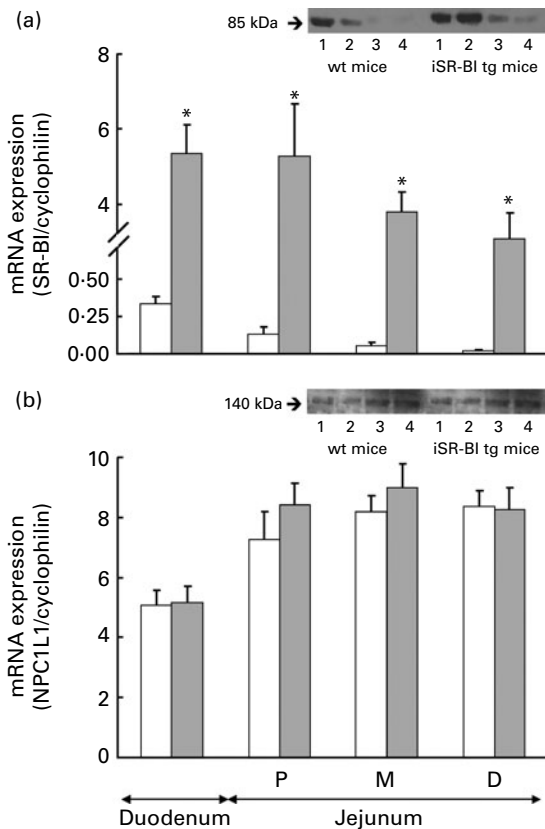 (a)
85 kDa →
1 2 3 4 1 2 3 4
wt mice iSR-BI tg mice
mRNA expression
(SR-BI/cyclophilin)
8
6
4
0·50
0·25
0·00
* * * *
(b)
140 kDa →
1 2 3 4 1 2 3 4
wt mice iSR-BI tg mice
mRNA expression
(NPC1L1/cyclophilin)
10
8
6
4
2
0
P M D
Duodenum Jejunum